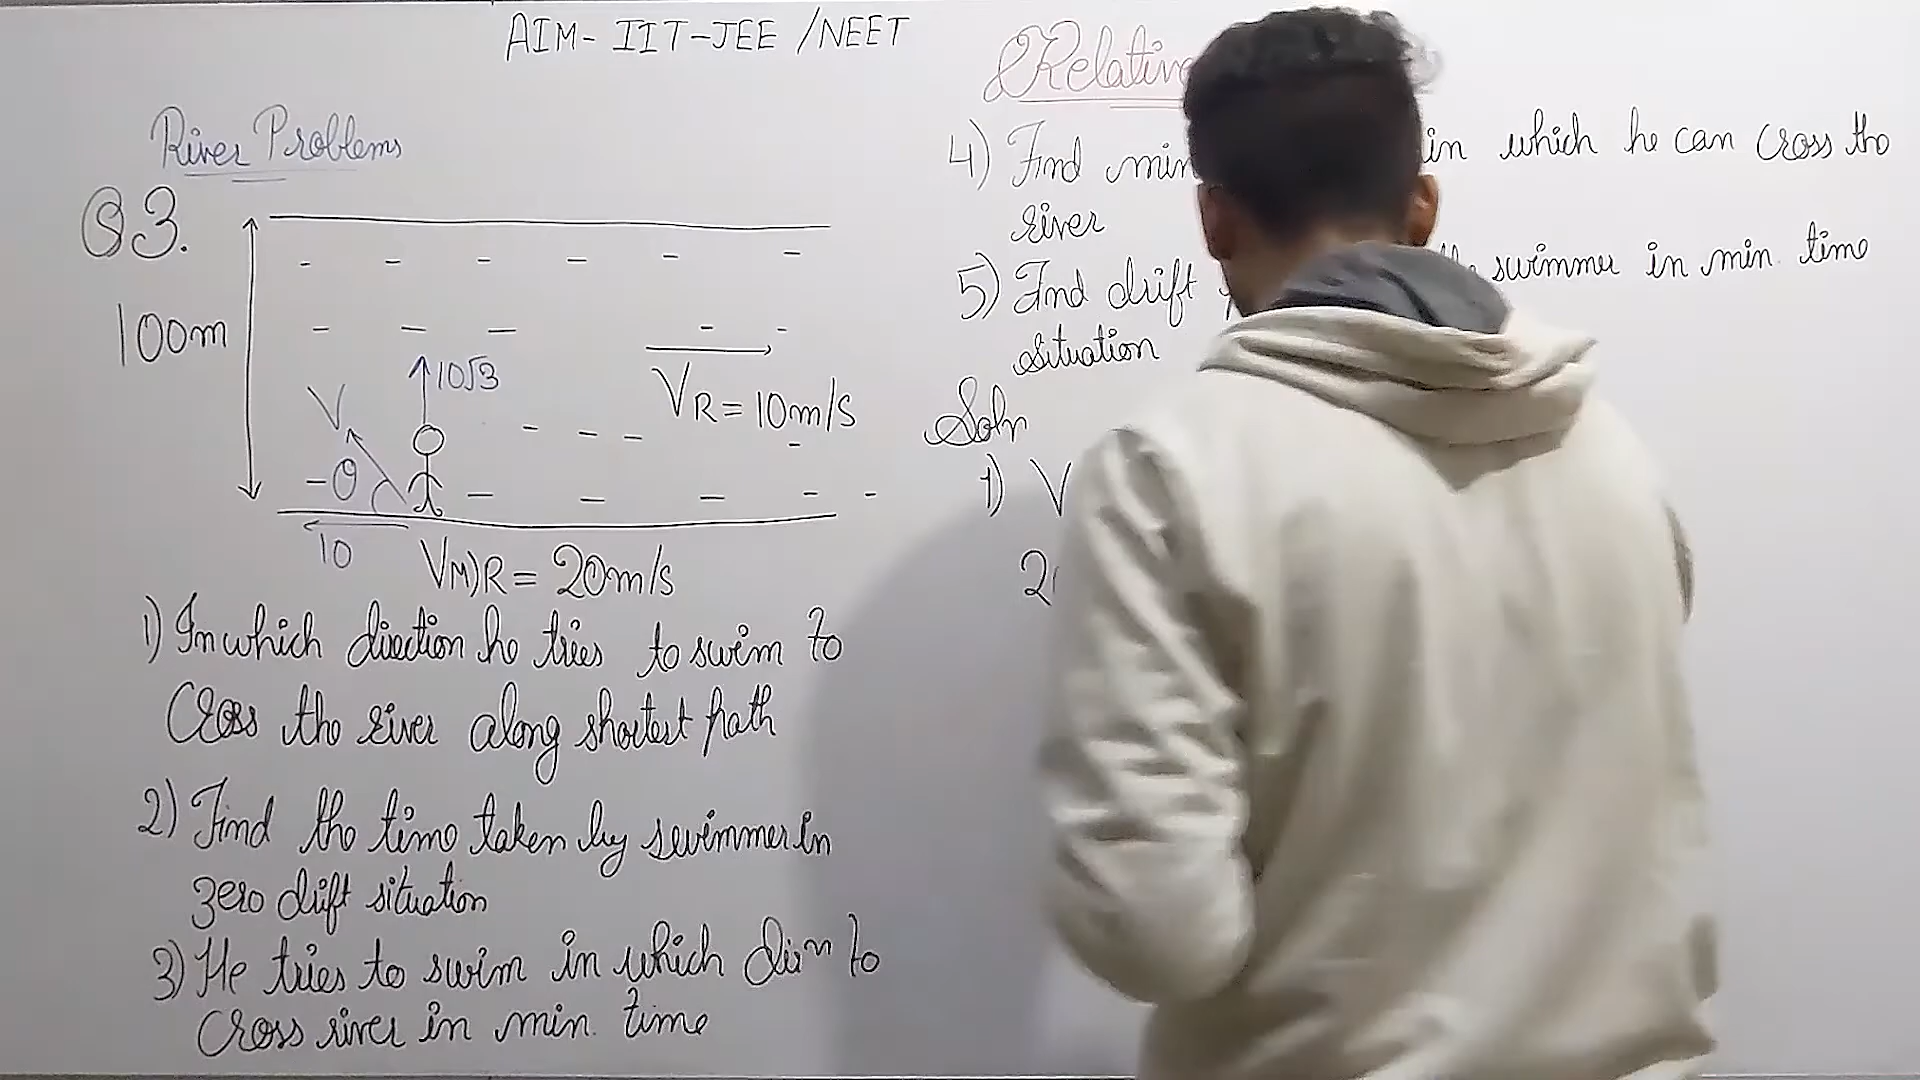 AIM- IIT-JEE /NEET
River Problems
Q3.
100m
10√3
V
θ
VR = 10m/s
10
VM)R = 20m/s
1) In which direction he tries to swim to
cross the river along shortest path
2) Find the time taken by swimmer in
zero drift situation
3) He tries to swim in which dirn to
cross river in min. time
Relative
4) Find min in which he can cross the
river
5) Find drift swimmer in min. time
situation
Soln
1) V